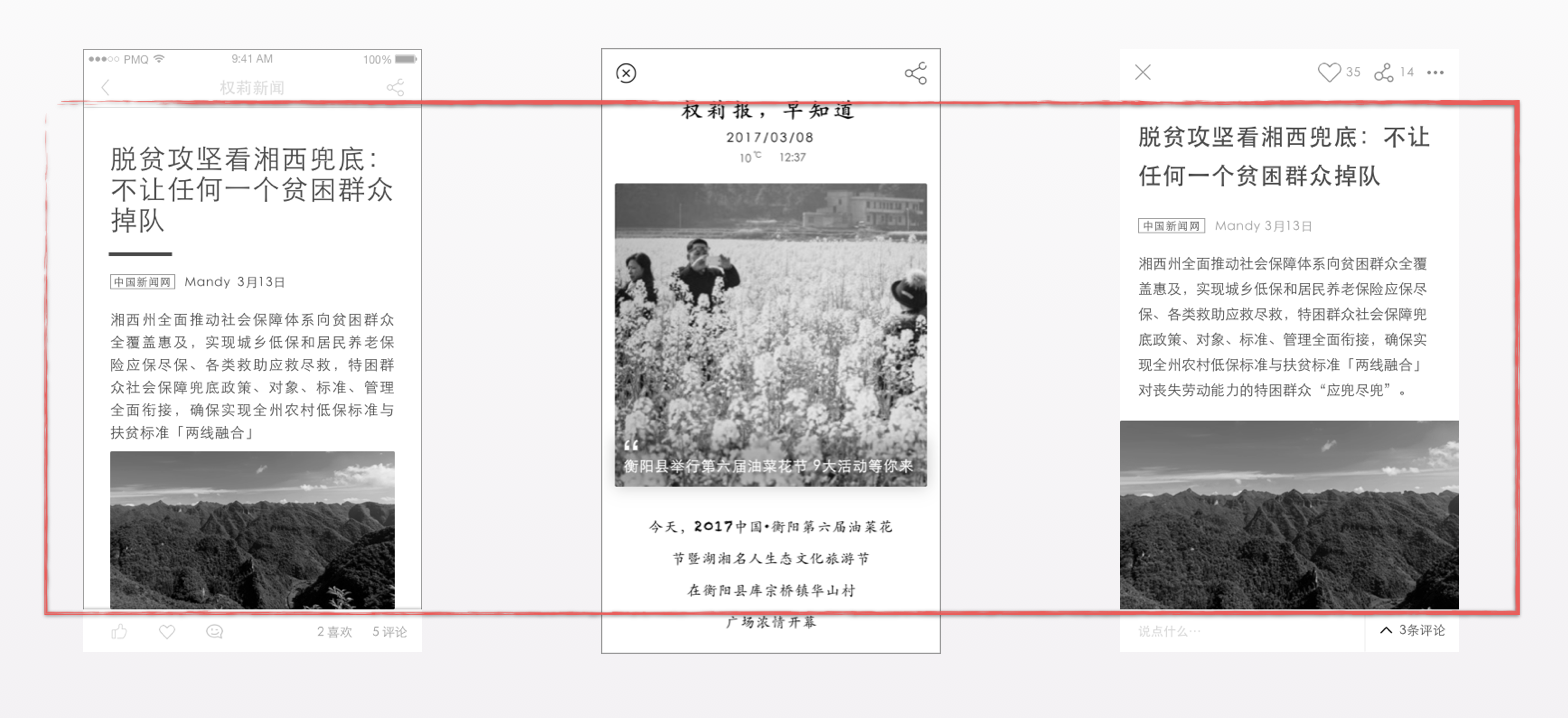 PMQ 9:41 AM 100%
权莉新闻
脱贫攻坚看湘西兜底：
不让任何一个贫困群众
掉队
中国新闻网 Mandy 3月13日
湘西州全面推动社会保障体系向贫困群众
全覆盖惠及，实现城乡低保和居民养老保
险应保尽保、各类救助应救尽救，特困群
众社会保障兜底政策、对象、标准、管理
全面衔接，确保实现全州农村低保标准与
扶贫标准「两线融合」
2 喜欢 5 评论
权莉报，早知道
2017/03/08
10℃ 12:37
“
衡阳县举行第六届油菜花节 9大活动等你来
今天，2017中国•衡阳第六届油菜花
节暨湖湘名人生态文化旅游节
在衡阳县库宗桥镇华山村
广场浓情开幕
35 14
脱贫攻坚看湘西兜底：不让
任何一个贫困群众掉队
中国新闻网 Mandy 3月13日
湘西州全面推动社会保障体系向贫困群众全覆
盖惠及，实现城乡低保和居民养老保险应保尽
保、各类救助应救尽救，特困群众社会保障兜
底政策、对象、标准、管理全面衔接，确保实
现全州农村低保标准与扶贫标准「两线融合」
对丧失劳动能力的特困群众“应兜尽兜”。
说点什么…
3条评论